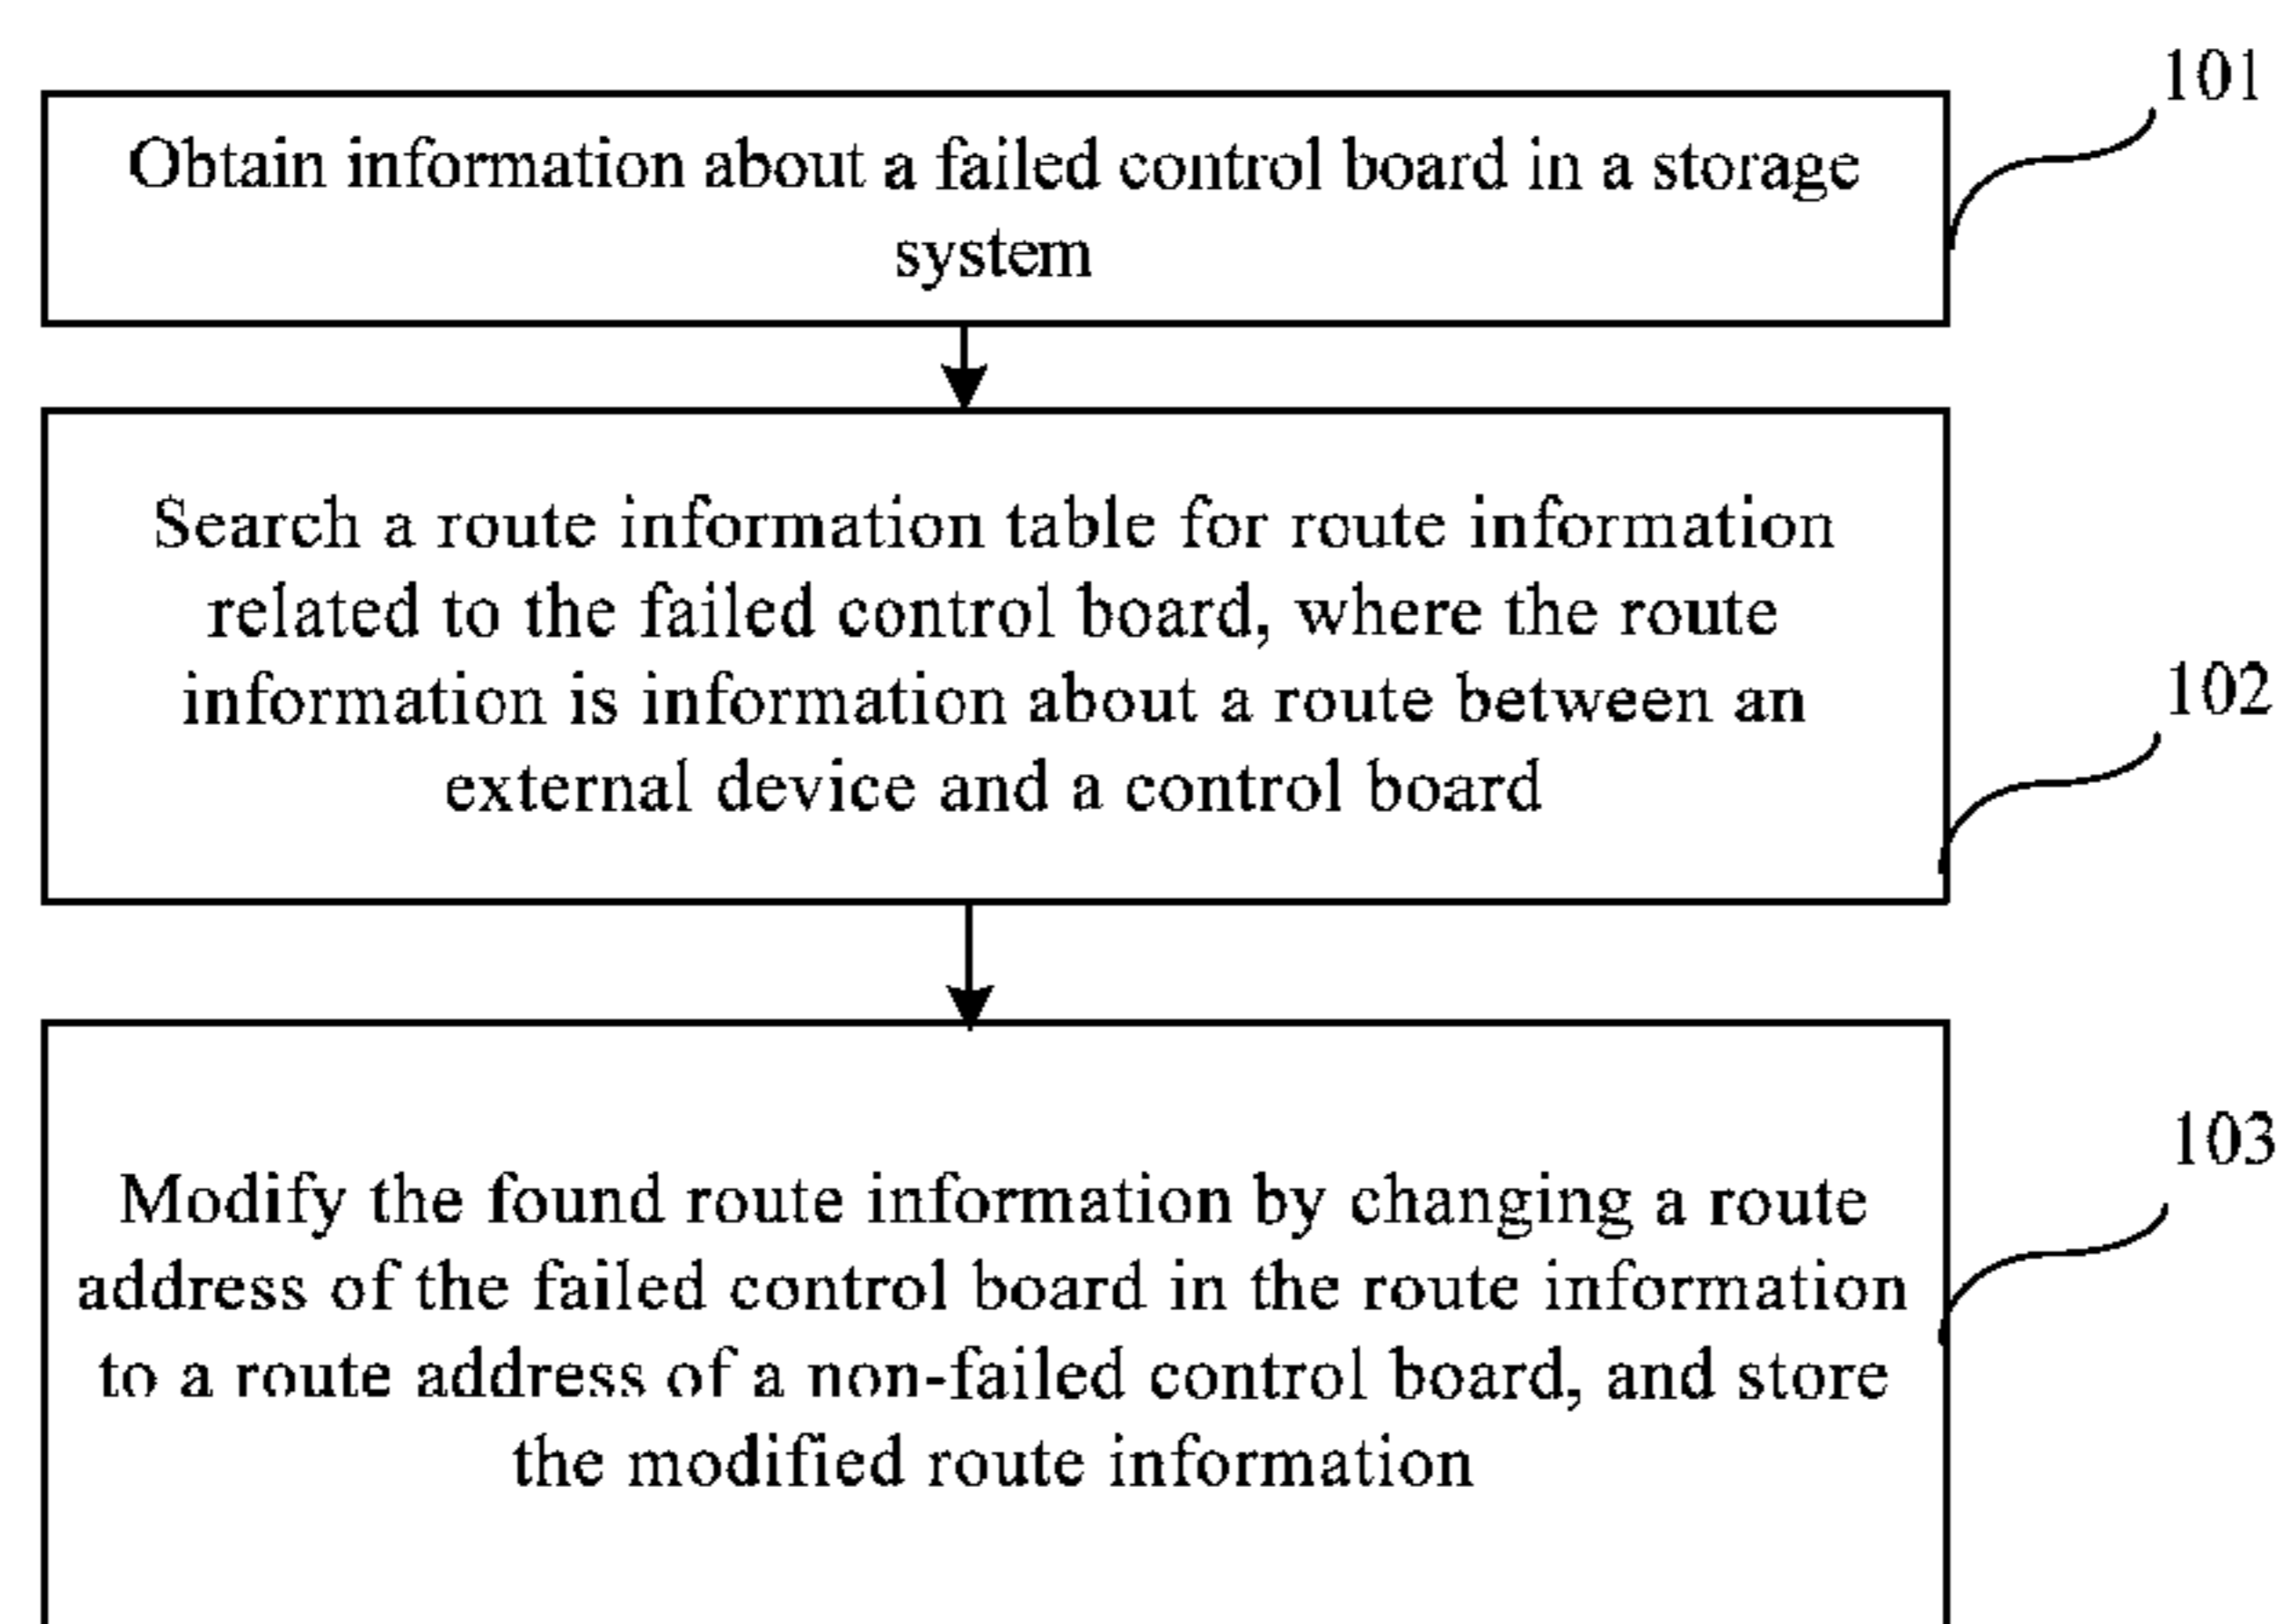 101
Obtain information about a failed control board in a storage
system
Search a route information table for route information
related to the failed control board, where the route
information is information about a route between an
external device and a control board
102
Modify the found route information by changing a route
address of the failed control board in the route information
to a route address of a non-failed control board, and store
the modified route information
103